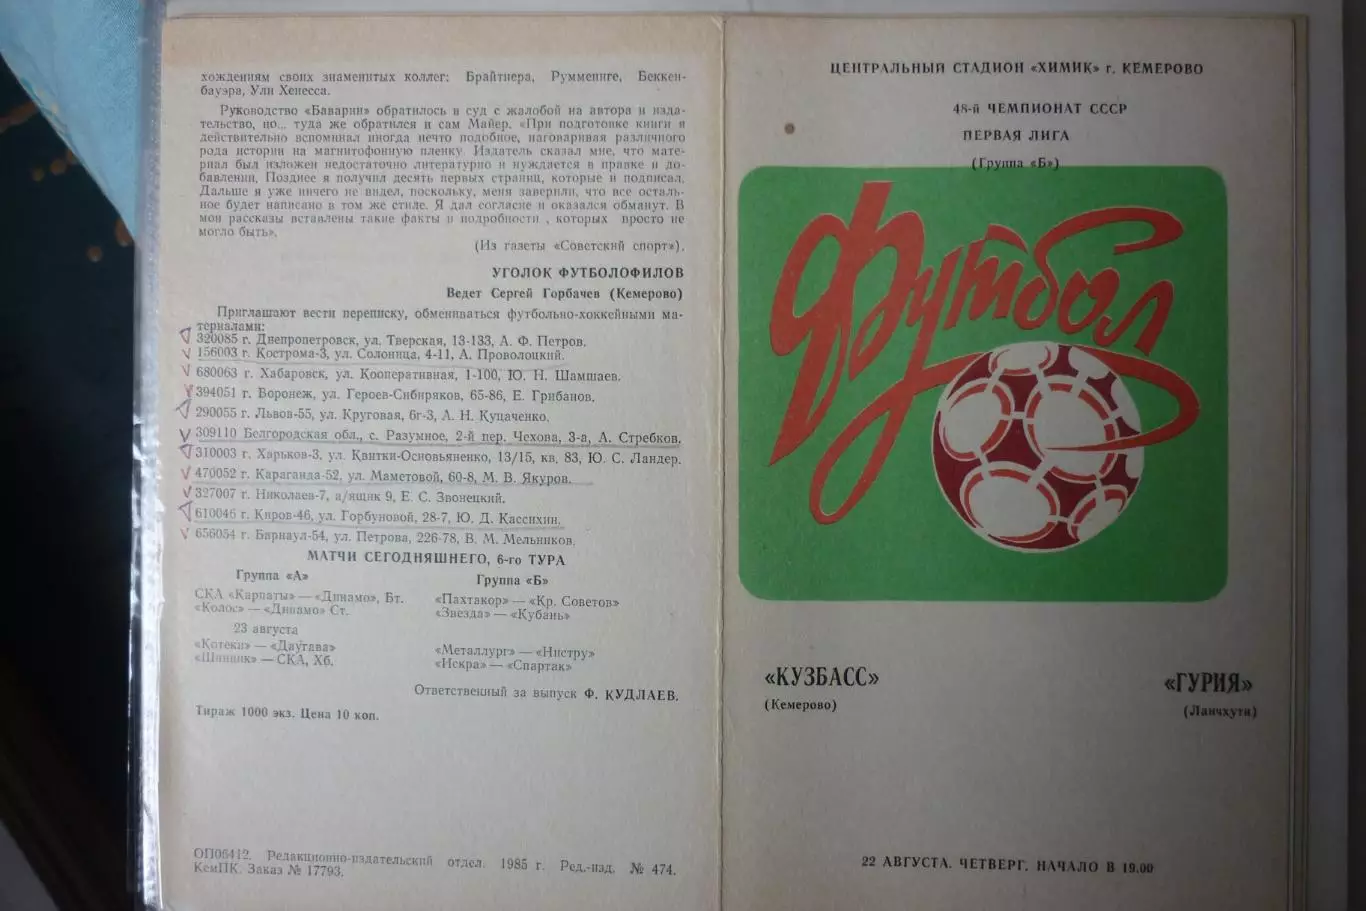 хождениям своих знаменитых коллег: Брайтнера, Румменигe, Беккен-
бауэра, Ули Хенесса.
Руководство «Баварии» обратилось в суд с жалобой на автора и изда-
тельство, но... туда же обратился и сам Майер. «При подготовке книги я
действительно вспоминал иногда нечто подобное, наговаривая различного
рода истории на магнитофонную пленку. Издатель сказал мне, что мате-
риал был изложен недостаточно литературно и нуждается в правке и до-
бавлении. Позднее я получил десять первых страниц, которые и подписал.
Дальше я уже ничего не видел, поскольку, меня заверили, что все осталь-
ное будет написано в том же стиле. Я дал согласие и оказался обманут. В
мои рассказы вставлены такие факты и подробности , которых просто не
могло быть».
(Из газеты «Советский спорт»).
УГОЛОК ФУТБОЛОФИЛОВ
Ведет Сергей Горбачев (Кемерово)
Приглашают вести переписку, обмениваться футбольно-хоккейными ма-
териалами:
320085 г. Днепропетровск, ул. Тверская, 13-133, А. Ф. Петров.
156003 г. Кострома-3, ул. Солоница, 4-11, А. Проволоцкий.
680063 г. Хабаровск, ул. Кооперативная, 1-100, Ю. Н. Шамшаев.
394051 г. Воронеж, ул. Героев-Сибиряков, 65-86, Е. Грибанов.
290055 г. Львов-55, ул. Круговая, 6г-3, А. Н. Куцаченко.
309110 Белгородская обл., с. Разумное, 2-й пер. Чехова, 3-а, А. Стребков.
310003 г. Харьков-3, ул. Квитки-Основьяненко, 13/15, кв. 83, Ю. С. Ландер.
470052 г. Караганда-52, ул. Маметовой, 60-8, М. В. Якуров.
327007 г. Николаев-7, а/ящик 9, Е. С. Звонецкий.
610046 г. Киров-46, ул. Горбуновой, 28-7, Ю. Д. Кассихин.
656054 г. Барнаул-54, ул. Петрова, 226-78, В. М. Мельников.
МАТЧИ СЕГОДНЯШНЕГО, 6-го ТУРА
Группа «А»
СКА «Карпаты» — «Динамо», Бт.
«Колос» — «Динамо» Ст.
23 августа
«Котайк» — «Даугава»
«Шинник» — СКА, Хб.
Группа «Б»
«Пахтакор» — «Кр. Советов»
«Звезда» — «Кубань»
«Металлург» — «Нистру»
«Искра» — «Спартак»
Ответственный за выпуск Ф. КУДЛАЕВ.
Тираж 1000 экз. Цена 10 коп.
ОП06412. Редакционно-издательский отдел. 1985 г. Ред.-изд. № 474.
КемПК. Заказ № 17793.
ЦЕНТРАЛЬНЫЙ СТАДИОН «ХИМИК» г. КЕМЕРОВО
48-й ЧЕМПИОНАТ СССР
ПЕРВАЯ ЛИГА
(Группа «Б»)
Футбол
«КУЗБАСС»
(Кемерово)
«ГУРИЯ»
(Ланчхути)
22 АВГУСТА. ЧЕТВЕРГ. НАЧАЛО В 19.00